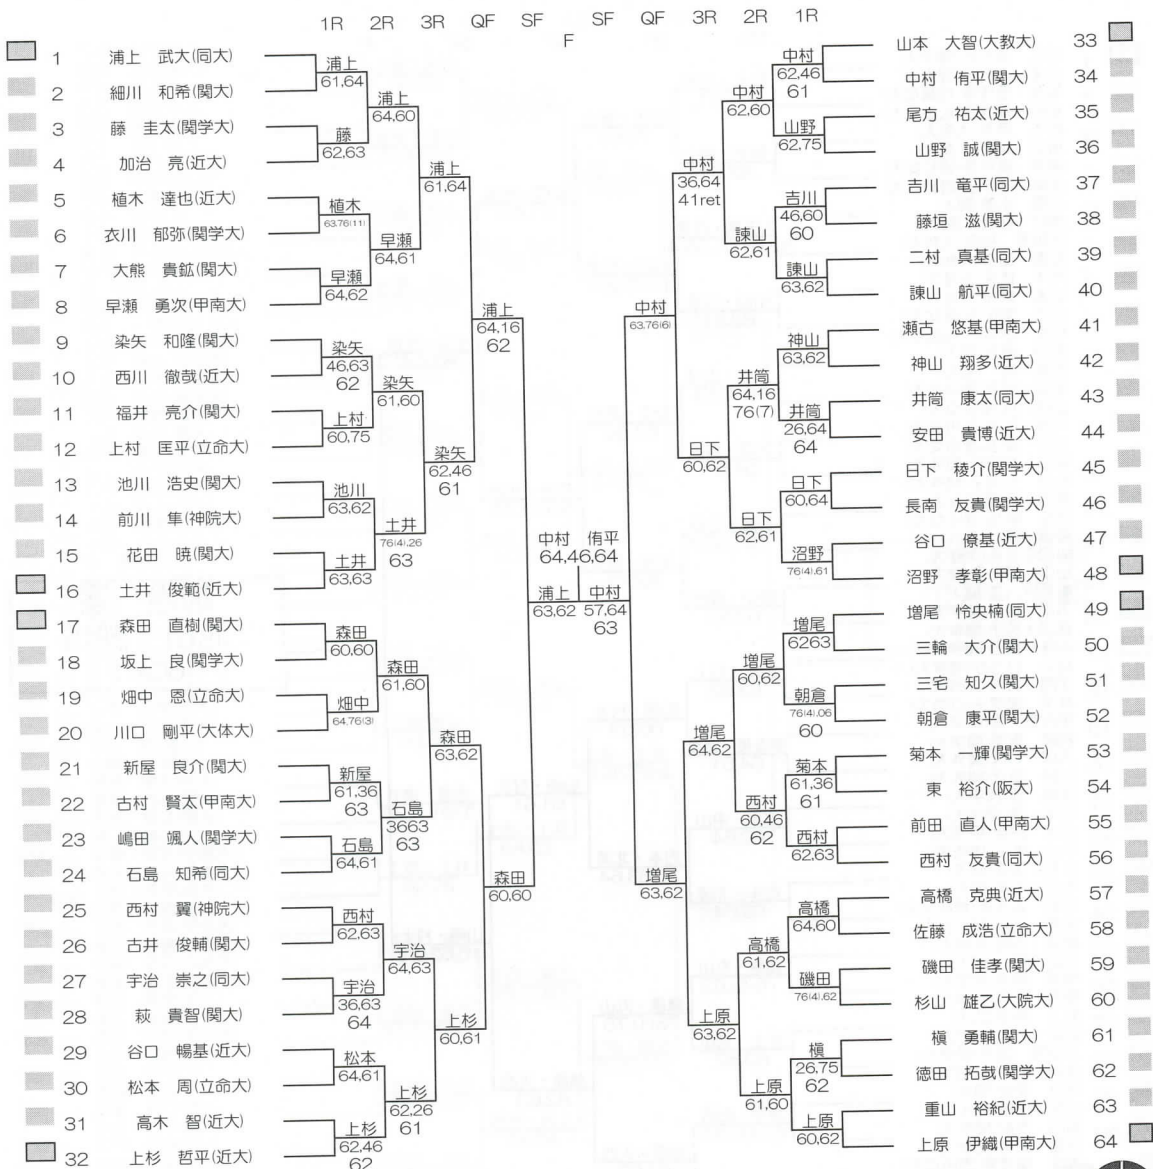 1R 2R 3R QF SF F SF QF 3R 2R 1R
1 浦上 武大(同大)
2 細川 和希(関大)
3 藤 圭太(関学大)
4 加治 亮(近大)
5 植木 達也(近大)
6 衣川 郁弥(関学大)
7 大熊 貴鉱(関大)
8 早瀬 勇次(甲南大)
9 染矢 和隆(関大)
10 西川 徹哉(近大)
11 福井 亮介(関大)
12 上村 匡平(立命大)
13 池川 浩史(関大)
14 前川 隼(神院大)
15 花田 暁(関大)
16 土井 俊範(近大)
17 森田 直樹(関大)
18 坂上 良(関学大)
19 畑中 恩(立命大)
20 川口 剛平(大体大)
21 新屋 良介(関大)
22 古村 賢太(甲南大)
23 嶋田 颯人(関学大)
24 石島 知希(同大)
25 西村 翼(神院大)
26 古井 俊輔(関大)
27 宇治 崇之(同大)
28 萩 貴智(関大)
29 谷口 暢基(近大)
30 松本 周(立命大)
31 高木 智(近大)
32 上杉 哲平(近大)
浦上
61,64
藤
62,63
植木
63,76(11)
早瀬
64,62
染矢
46,63
62
上村
60,75
池川
63,62
土井
63,63
森田
60,60
畑中
64,76(3)
新屋
61,36
63
石島
64,61
西村
62,63
宇治
36,63
64
松本
64,61
上杉
62,46
62
浦上
64,60
早瀬
64,61
染矢
61,60
土井
76(4),26
63
森田
61,60
石島
3663
63
宇治
64,63
上杉
62,26
61
浦上
61,64
染矢
62,46
61
森田
63,62
上杉
60,61
浦上
64,16
62
森田
60,60
浦上
63,62
中村 侑平
64,46,64
中村
57,64
63
中村
63,76(6)
増尾
63,62
中村
36,64
41ret
日下
60,62
増尾
64,62
上原
63,62
中村
62,60
諌山
62,61
井筒
64,16
76(7)
日下
62,61
増尾
60,62
西村
60,46
62
高橋
61,62
上原
61,60
中村
62,46
61
山野
62,75
吉川
46,60
60
諌山
63,62
神山
63,62
井筒
26,64
64
日下
60,64
沼野
76(4),61
増尾
6263
朝倉
76(4),06
60
菊本
61,36
61
西村
62,63
高橋
64,60
磯田
76(4),62
槇
26,75
62
上原
60,62
山本 大智(大教大) 33
中村 侑平(関大) 34
尾方 祐太(近大) 35
山野 誠(関大) 36
吉川 竜平(同大) 37
藤垣 滋(関大) 38
二村 真基(同大) 39
諌山 航平(同大) 40
瀬古 悠基(甲南大) 41
神山 翔多(近大) 42
井筒 康太(同大) 43
安田 貴博(近大) 44
日下 稜介(関学大) 45
長南 友貴(関学大) 46
谷口 僚基(近大) 47
沼野 孝彰(甲南大) 48
増尾 怜央楠(同大) 49
三輪 大介(関大) 50
三宅 知久(関大) 51
朝倉 康平(関大) 52
菊本 一輝(関学大) 53
東 裕介(阪大) 54
前田 直人(甲南大) 55
西村 友貴(同大) 56
高橋 克典(近大) 57
佐藤 成浩(立命大) 58
磯田 佳孝(関大) 59
杉山 雄乙(大院大) 60
槇 勇輔(関大) 61
徳田 拓哉(関学大) 62
重山 裕紀(近大) 63
上原 伊織(甲南大) 64